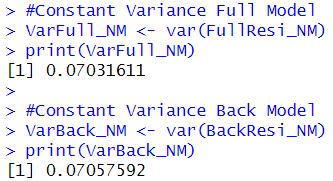 > #Constant Variance Full Model
> VarFull_NM <- var(FullResi_NM)
> print(VarFull_NM)
[1] 0.07031611
>
> #Constant Variance Back Model
> VarBack_NM <- var(BackResi_NM)
> print(VarBack_NM)
[1] 0.07057592